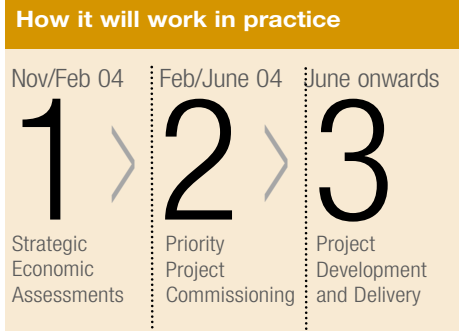 How it will work in practice
Nov/Feb 04
1
Strategic
Economic
Assessments
Feb/June 04
2
Priority
Project
Commissioning
June onwards
3
Project
Development
and Delivery